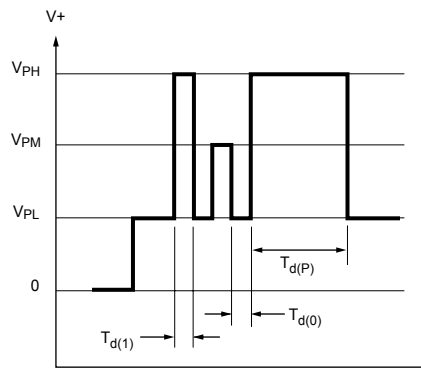 V+
VPH
VPM
VPL
0
Td(P)
Td(0)
Td(1)